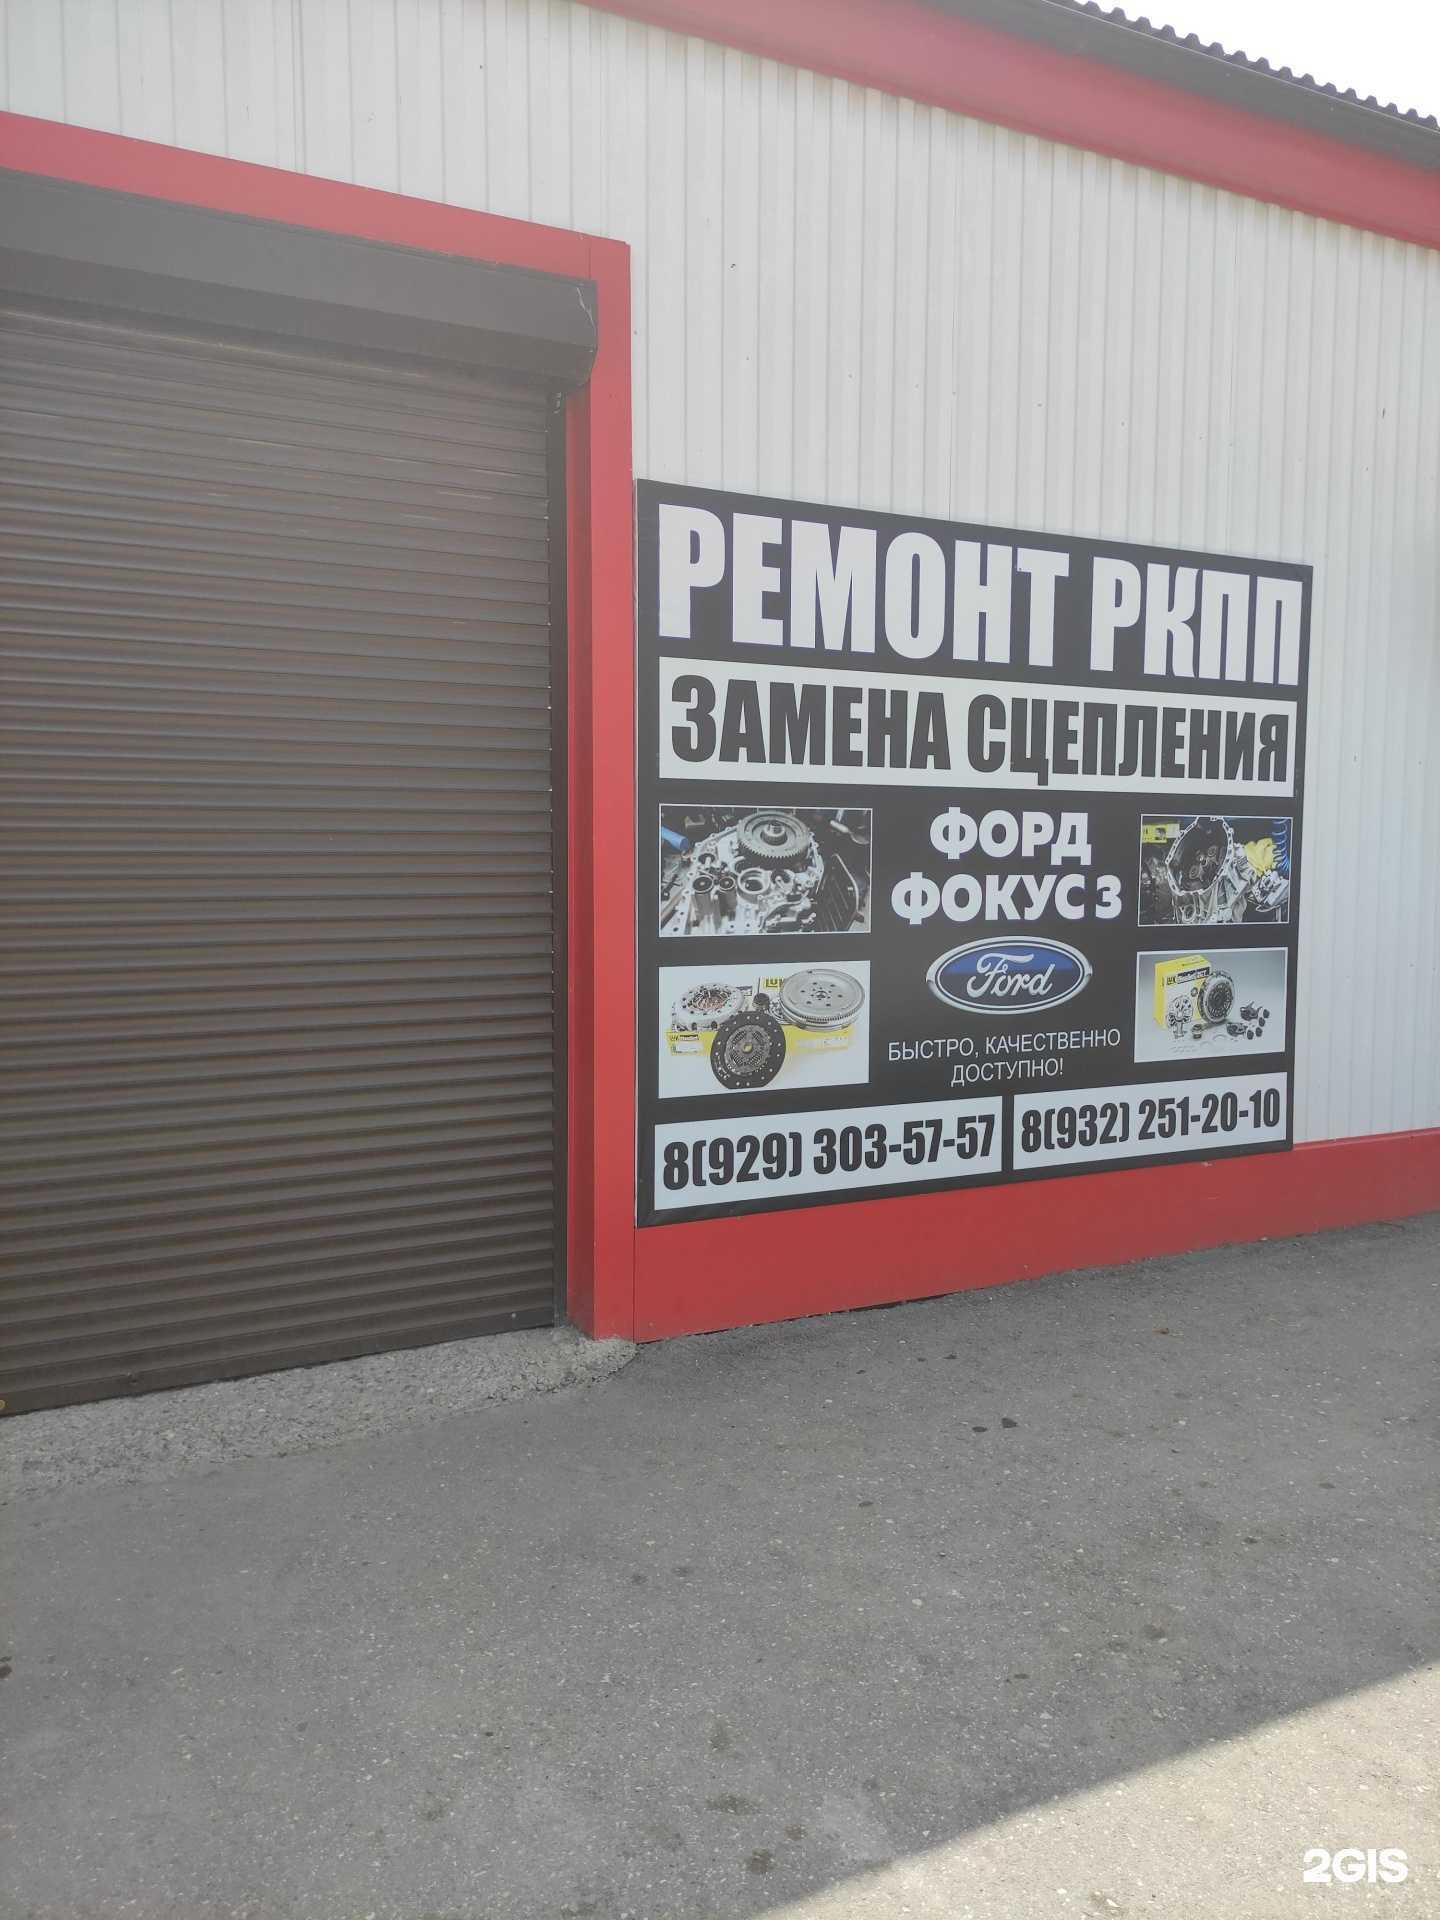 РЕМОНТ РКПП
ЗАМЕНА СЦЕПЛЕНИЯ
ФОРД
ФОКУС 3
Ford
БЫСТРО, КАЧЕСТВЕННО
ДОСТУПНО!
8(929) 303-57-57
8(932) 251-20-10
2GIS